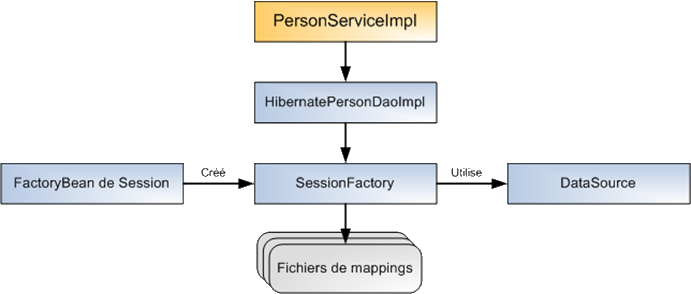 PersonServiceImpl
HibernatePersonDaoImpl
FactoryBean de Session
Créé
SessionFactory
Utilise
DataSource
Fichiers de mappings